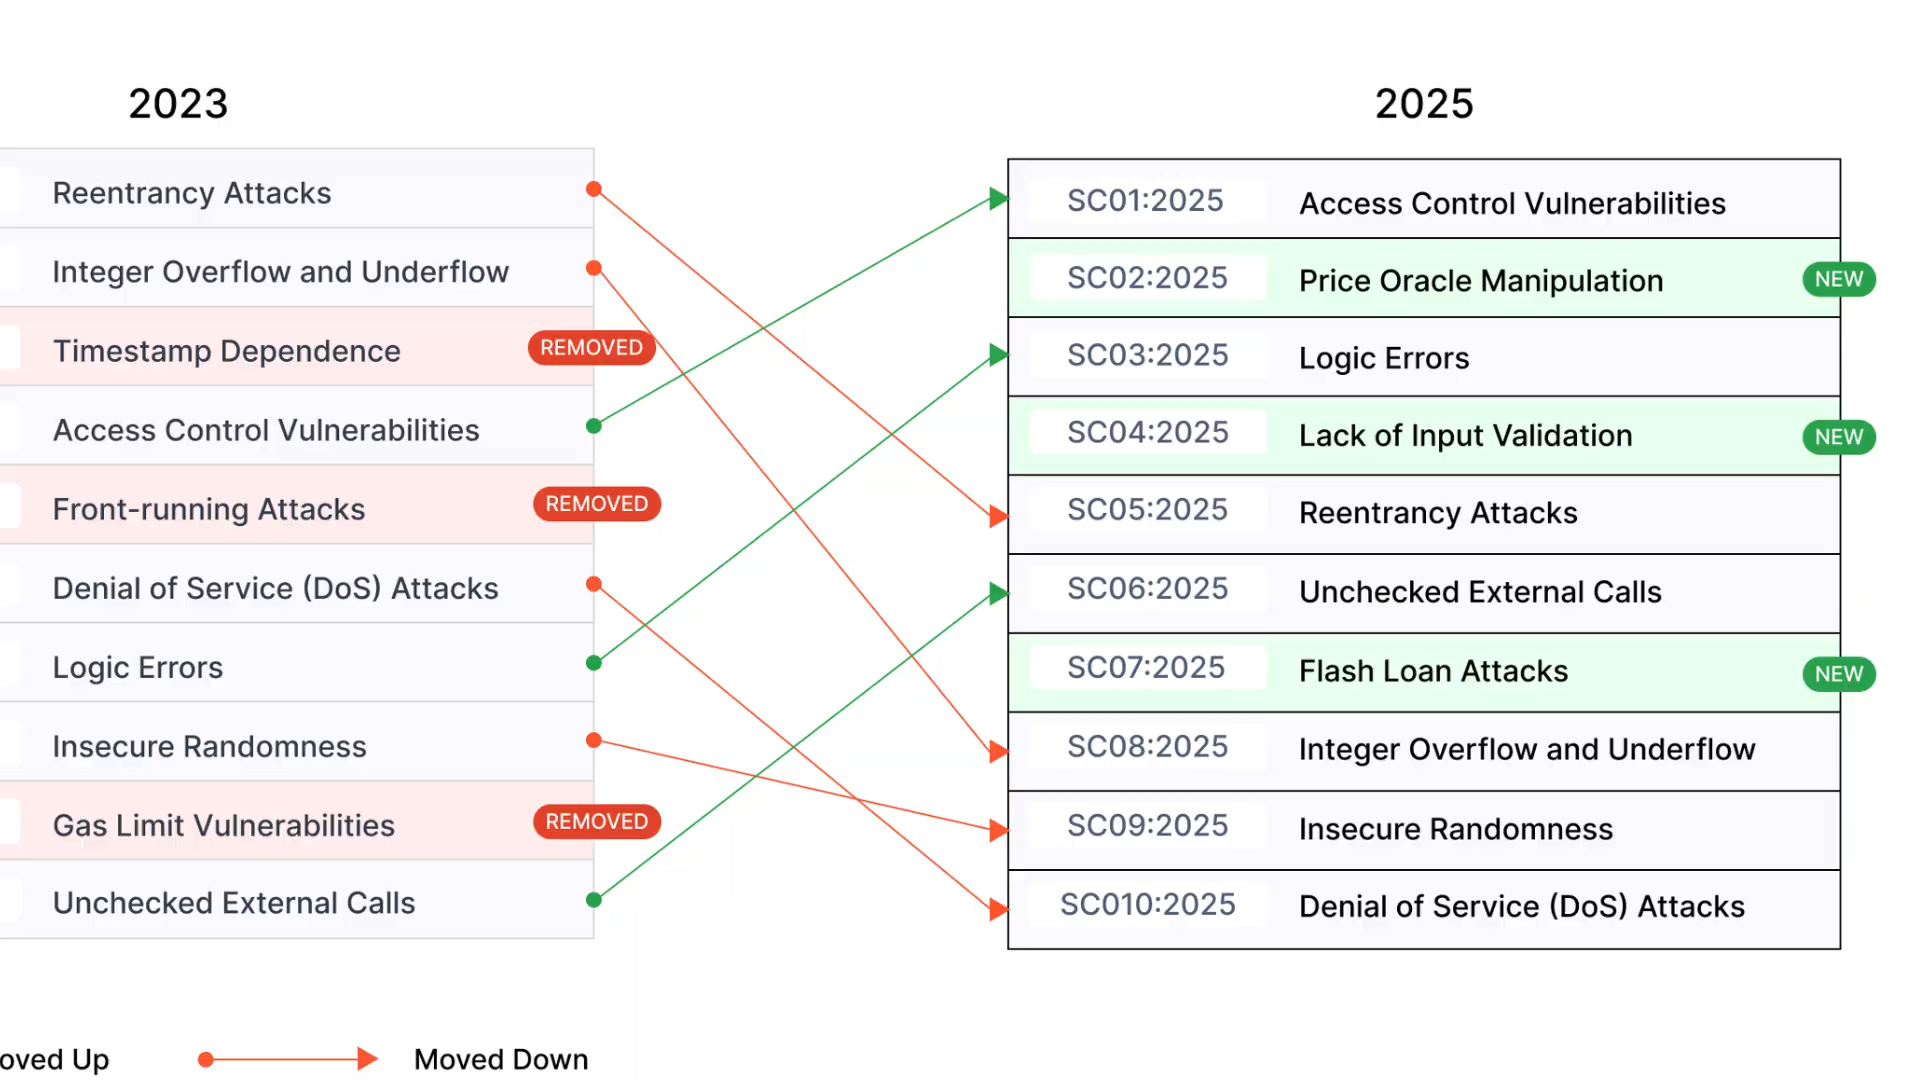 2023
Reentrancy Attacks
Integer Overflow and Underflow
Timestamp Dependence REMOVED
Access Control Vulnerabilities
Front-running Attacks REMOVED
Denial of Service (DoS) Attacks
Logic Errors
Insecure Randomness
Gas Limit Vulnerabilities REMOVED
Unchecked External Calls
2025
SC01:2025 Access Control Vulnerabilities
SC02:2025 Price Oracle Manipulation NEW
SC03:2025 Logic Errors
SC04:2025 Lack of Input Validation NEW
SC05:2025 Reentrancy Attacks
SC06:2025 Unchecked External Calls
SC07:2025 Flash Loan Attacks NEW
SC08:2025 Integer Overflow and Underflow
SC09:2025 Insecure Randomness
SC010:2025 Denial of Service (DoS) Attacks
oved Up Moved Down